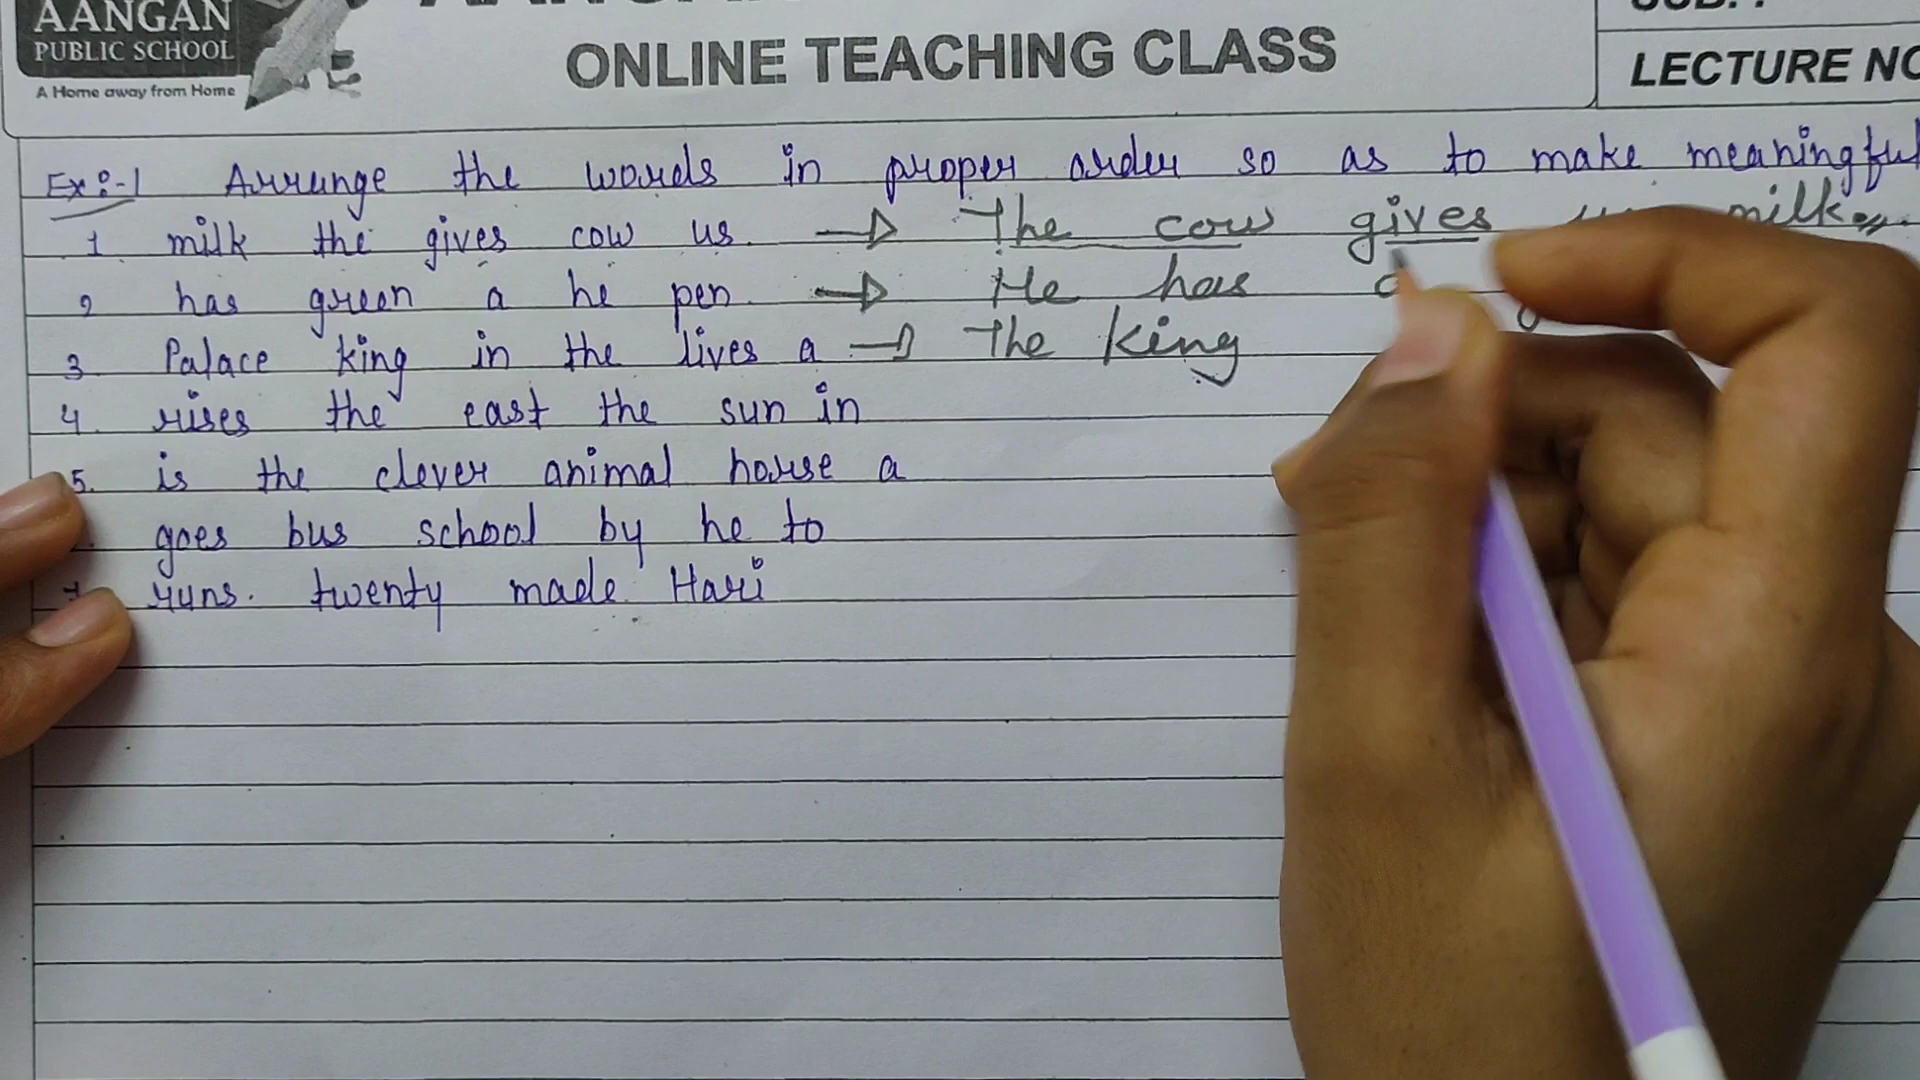 AANGAN
PUBLIC SCHOOL
A Home away from Home
ONLINE TEACHING CLASS
LECTURE NO
Ex:-1 Arrange the words in proper order so as to make meaningful
1 milk the gives cow us. → The cow gives milk
2 has green a he pen. → He has
3 Palace king in the lives a → The king
4. rises the east the sun in
5. is the clever animal horse a
goes bus school by he to
7. runs. twenty made Hari